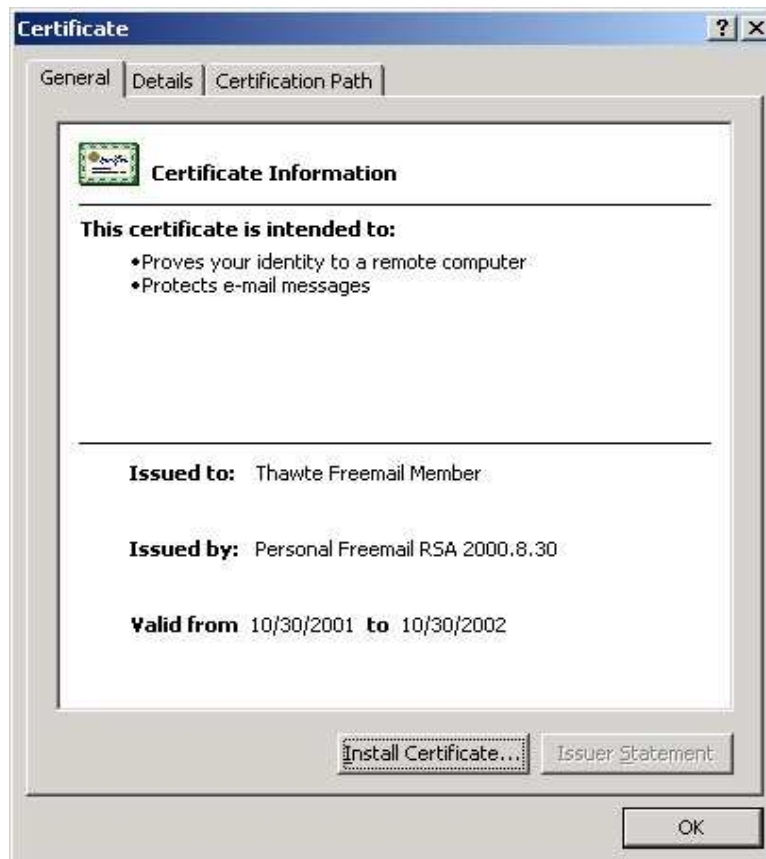 Certificate
General Details Certification Path
Certificate Information
This certificate is intended to:
•Proves your identity to a remote computer
•Protects e-mail messages
Issued to: Thawte Freemail Member
Issued by: Personal Freemail RSA 2000.8.30
Valid from 10/30/2001 to 10/30/2002
Install Certificate... Issuer Statement
OK